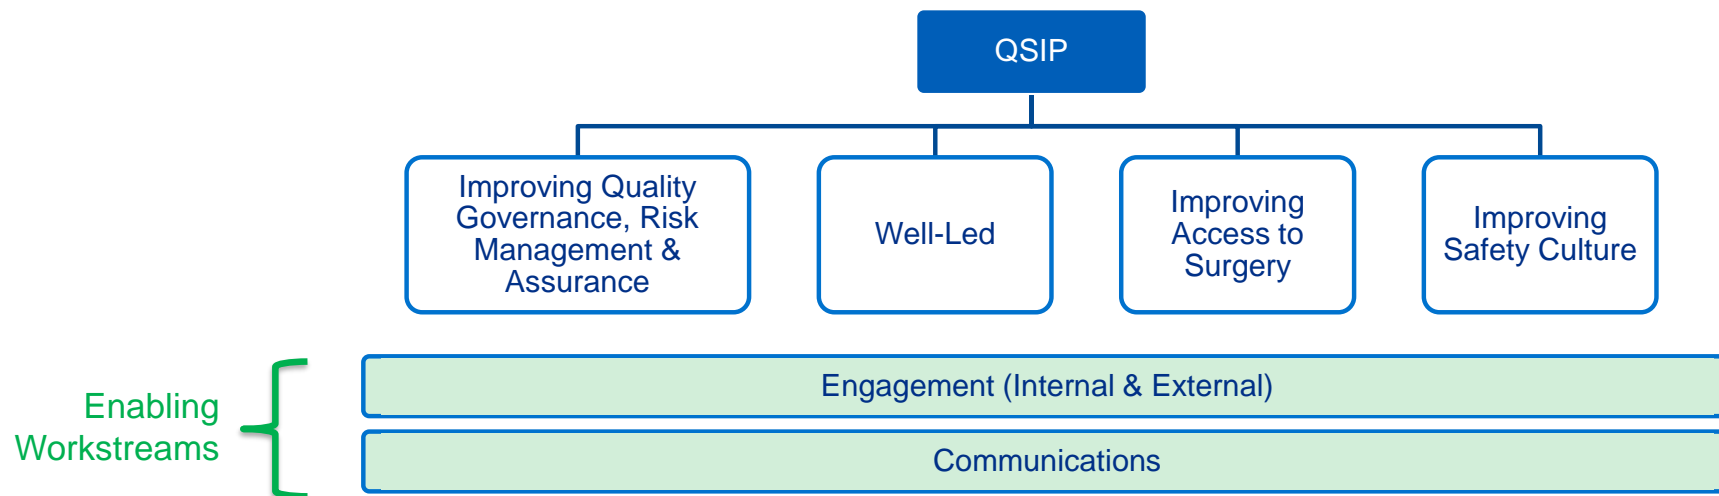 QSIP
Improving Quality
Governance, Risk
Management &
Assurance
Well-Led
Improving
Access to
Surgery
Improving
Safety Culture
Enabling
Workstreams
Engagement (Internal & External)
Communications